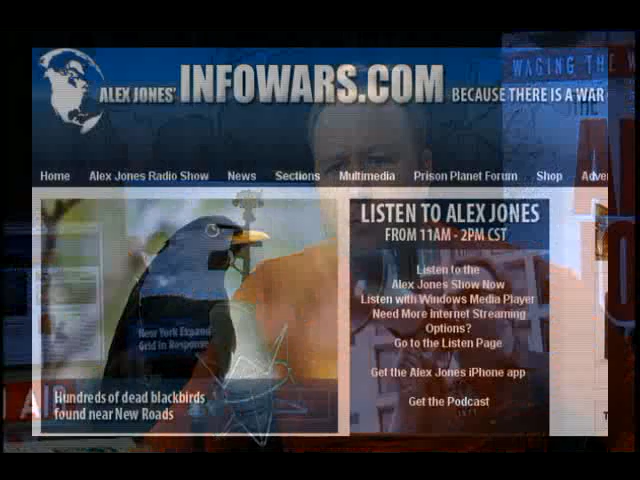 WAGING THE W
ALEX JONES' INFOWARS.COM BECAUSE THERE IS A WAR
Home Alex Jones Radio Show News Sections Multimedia Prison Planet Forum Shop Adver
LISTEN TO ALEX JONES
FROM 11AM - 2PM CST
Listen to the
Alex Jones Show Now
Listen with Windows Media Player
Need More Internet Streaming
Options?
Go to the Listen Page
Get the Alex Jones iPhone app
Get the Podcast
New York Expand
Grid in Response
Hundreds of dead blackbirds
found near New Roads
AIR